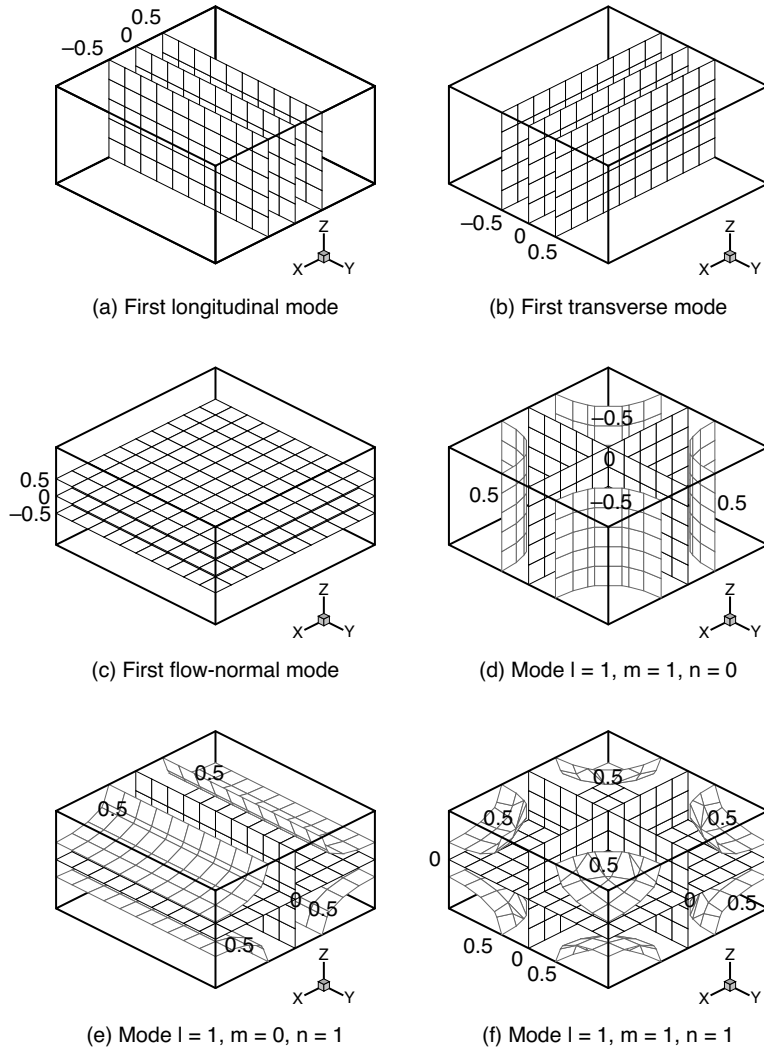 0.5
0
−0.5
Z
X
Y
(a) First longitudinal mode
−0.5
0
0.5
Z
X
Y
(b) First transverse mode
0.5
0
−0.5
Z
X
Y
(c) First flow-normal mode
−0.5
0
0.5
−0.5
0.5
Z
X
Y
(d) Mode l = 1, m = 1, n = 0
0.5
0.5
0
0.5
0.5
Z
X
Y
(e) Mode l = 1, m = 0, n = 1
0.5
0.5
0.5
0
0.5
0
0.5
0.5
0
0.5
Z
X
Y
(f) Mode l = 1, m = 1, n = 1